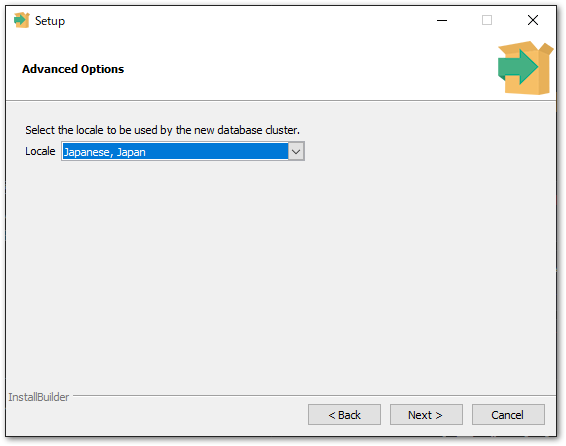 Setup
Advanced Options
Select the locale to be used by the new database cluster.
Locale Japanese, Japan
InstallBuilder
< Back Next > Cancel